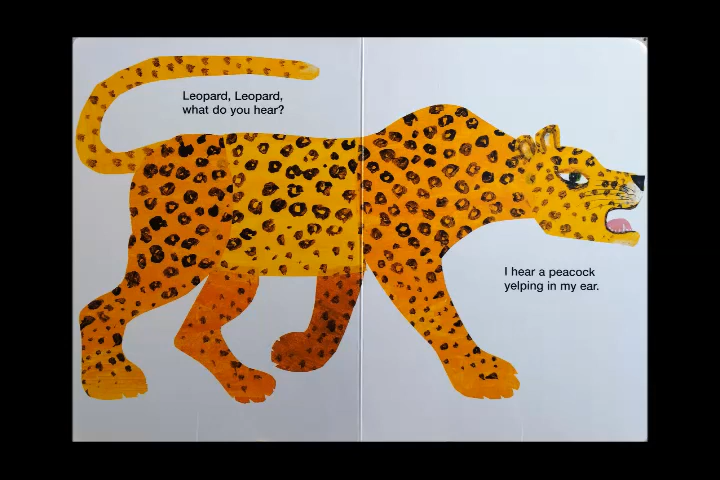 Leopard, Leopard,
what do you hear?
I hear a peacock
yelping in my ear.